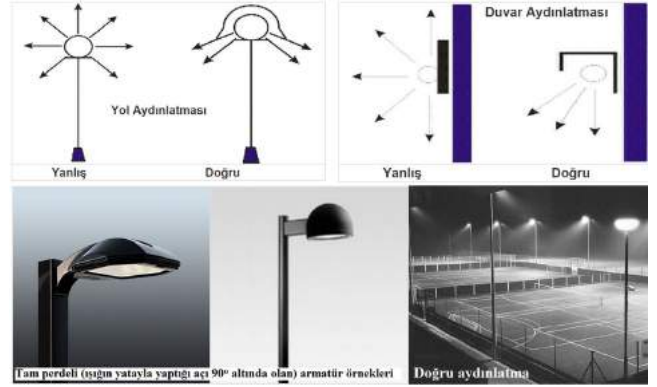 Duvar Aydınlatması
Yol Aydınlatması
Yanlış
Doğru
Yanlış
Doğru
Tam perdeli (ışığın yatayla yaptığı açı 90° altında olan) armatür örnekleri
Doğru aydınlatma